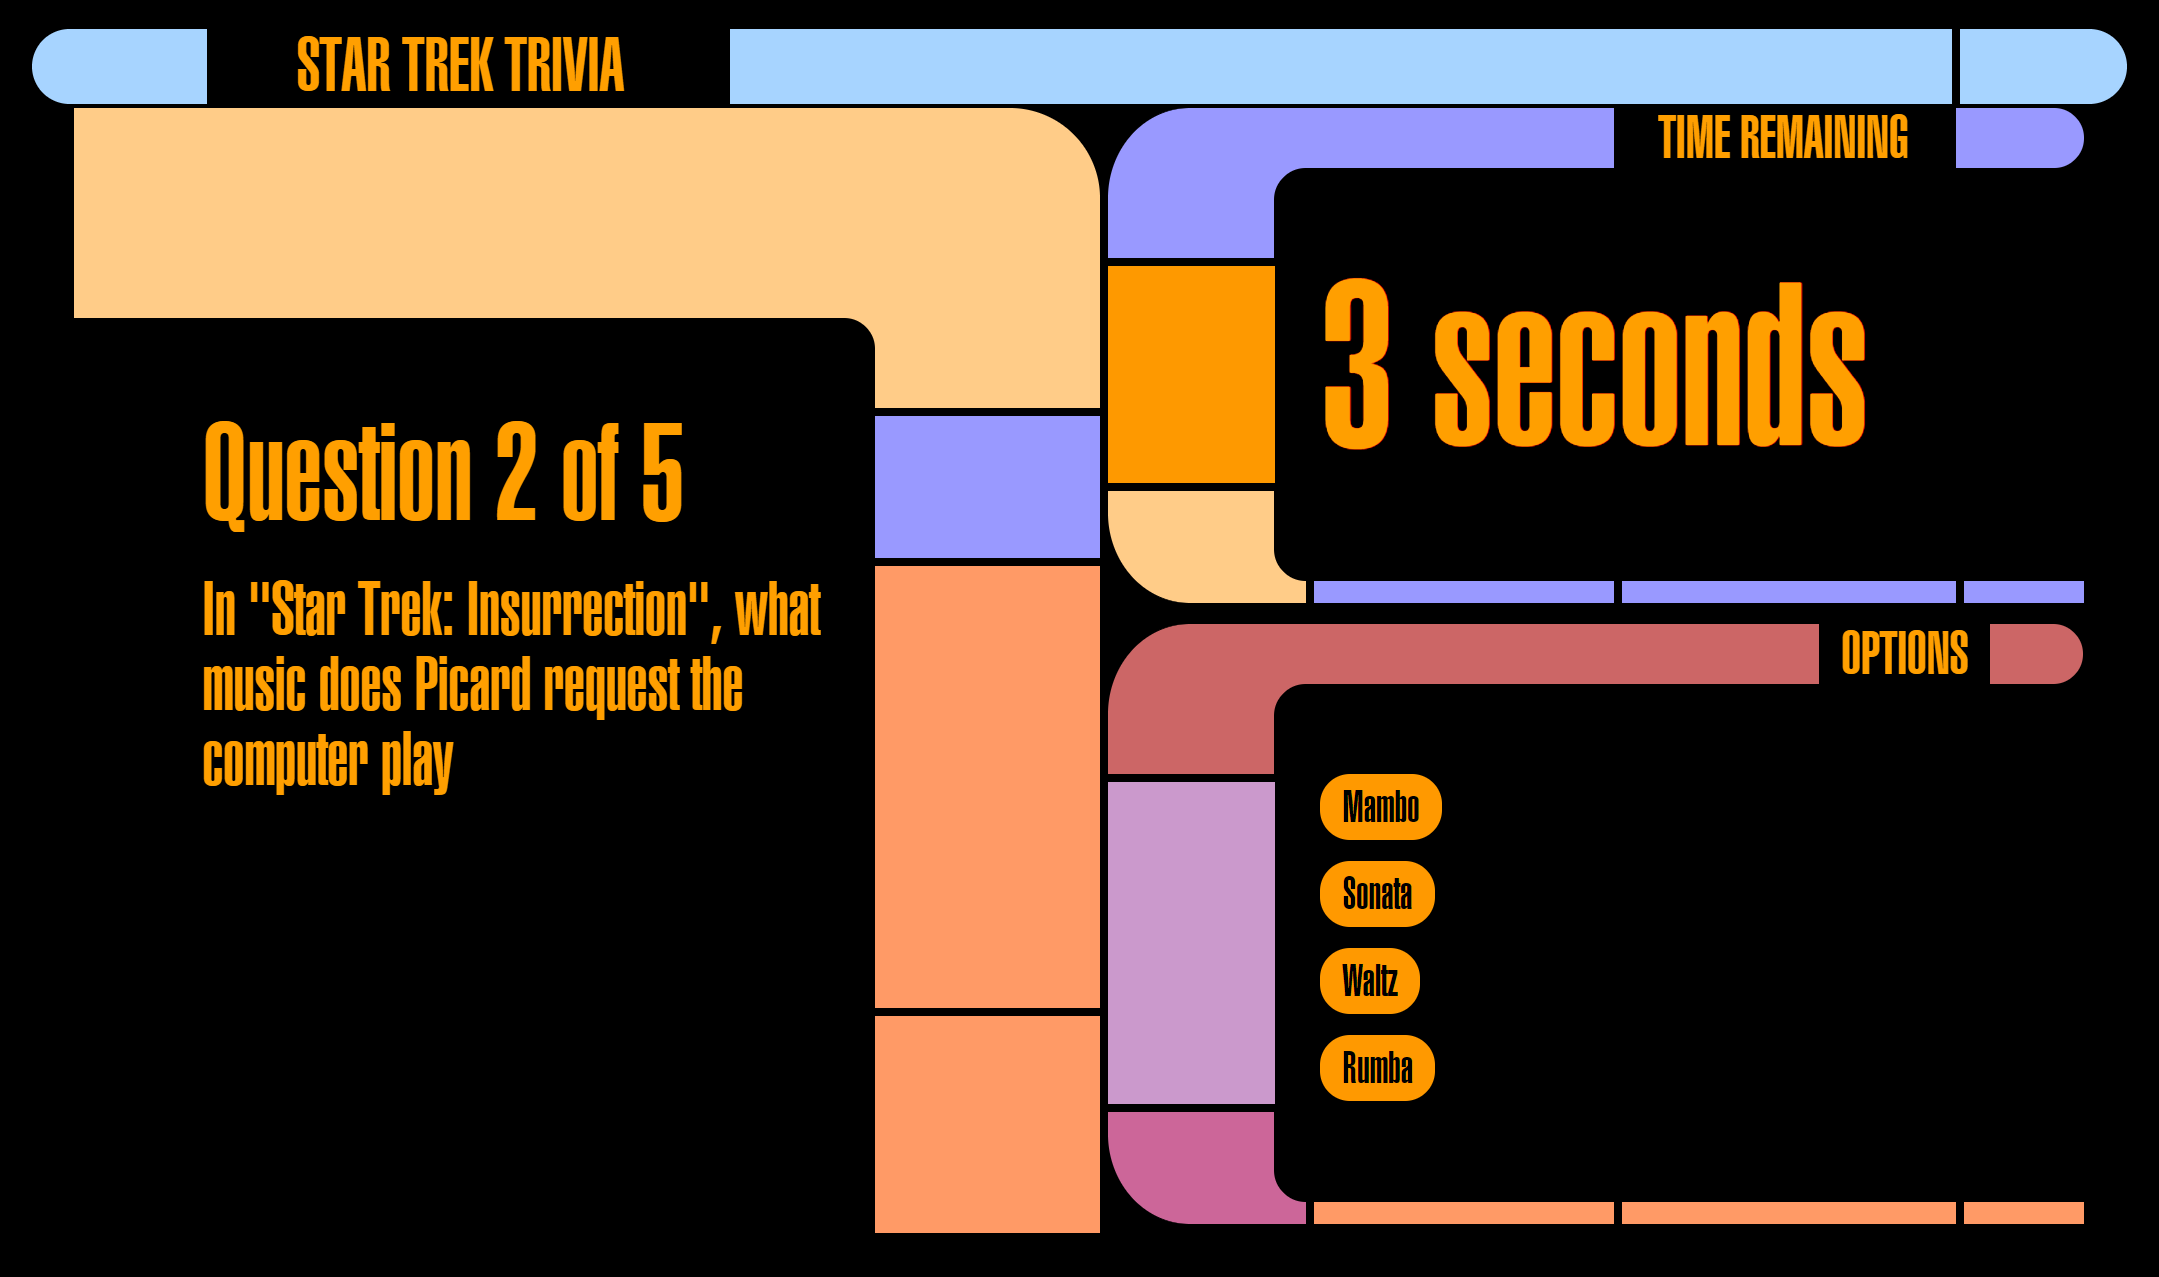 STAR TREK TRIVIA
TIME REMAINING
3 seconds
Question 2 of 5
In "Star Trek: Insurrection", what
music does Picard request the
computer play
OPTIONS
Mambo
Sonata
Waltz
Rumba